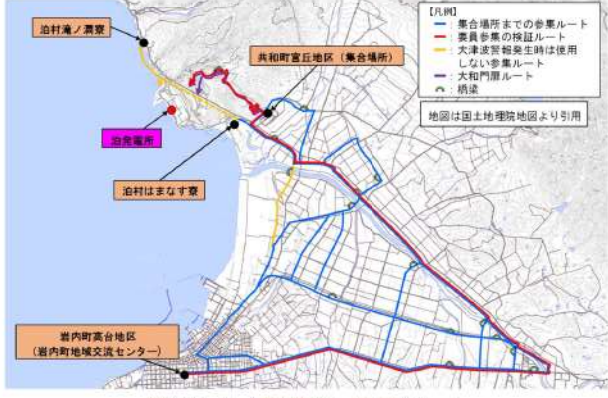 【凡例】
：集合場所までの参集ルート
：要員参集の検証ルート
：大津波警報発生時は使用
しない参集ルート
：大和門扉ルート
：橋梁
地図は国土地理院地図より引用
泊村滝ノ澗寮
共和町宮丘地区（集合場所）
泊発電所
泊村はまなす寮
岩内町高台地区
（岩内町地域交流センター）